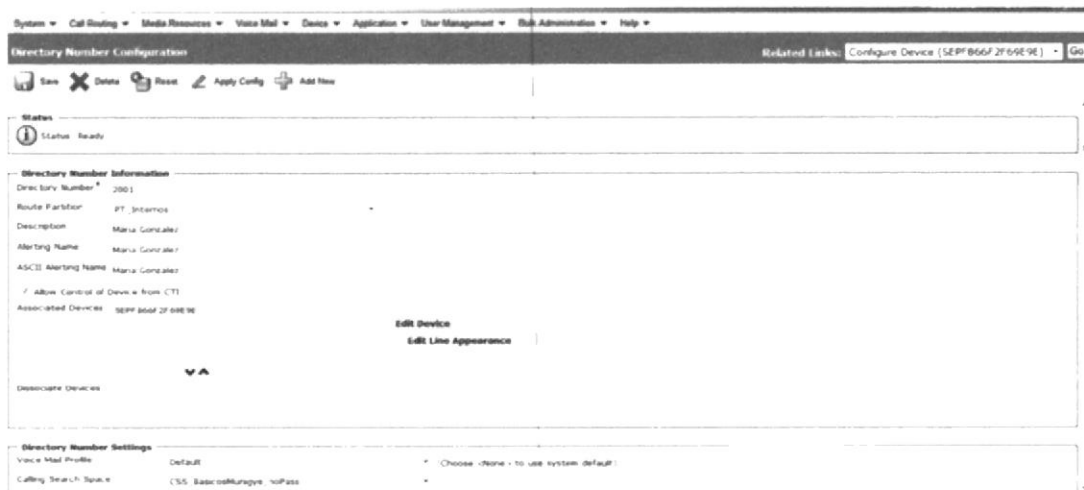 System Call Routing Media Resources Voice Mail Device Application User Management Bulk Administration Help
Directory Number Configuration Related Links: Configure Device (SEPF866F2F69E9E) Go
Save Delete Reset Apply Config Add New
Status
Status: Ready
Directory Number Information
Directory Number*
Route Partition PT_Internos
Description Maria Gonzalez
Alerting Name Maria Gonzalez
ASCII Alerting Name Maria Gonzalez
Allow Control of Device from CTI
Associated Devices SEPF866F2F69E9E
Edit Device
Edit Line Appearance
Dissociate Devices
Directory Number Settings
Voice Mail Profile Default (Choose <None> to use system default)
Calling Search Space